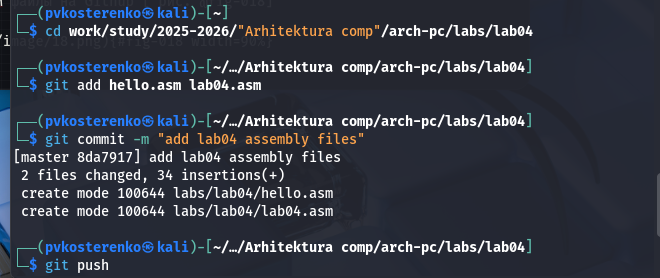 (pvkosterenko㉿kali)-[~]
$ cd work/study/2025-2026/"Arhitektura comp"/arch-pc/labs/lab04
(pvkosterenko㉿kali)-[~/…/Arhitektura comp/arch-pc/labs/lab04]
$ git add hello.asm lab04.asm
(pvkosterenko㉿kali)-[~/…/Arhitektura comp/arch-pc/labs/lab04]
$ git commit -m "add lab04 assembly files"
[master 8da7917] add lab04 assembly files
2 files changed, 34 insertions(+)
create mode 100644 labs/lab04/hello.asm
create mode 100644 labs/lab04/lab04.asm
(pvkosterenko㉿kali)-[~/…/Arhitektura comp/arch-pc/labs/lab04]
$ git push